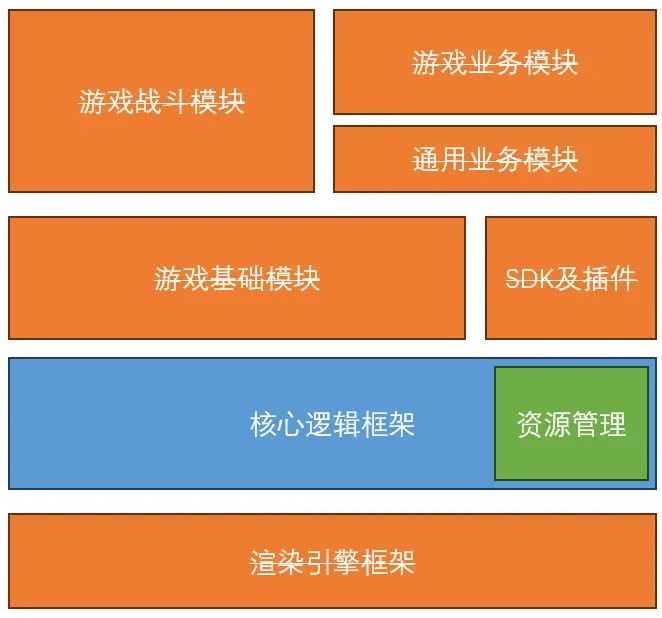 游戏战斗模块
游戏业务模块
通用业务模块
游戏基础模块
SDK及插件
核心逻辑框架
资源管理
渲染引擎框架